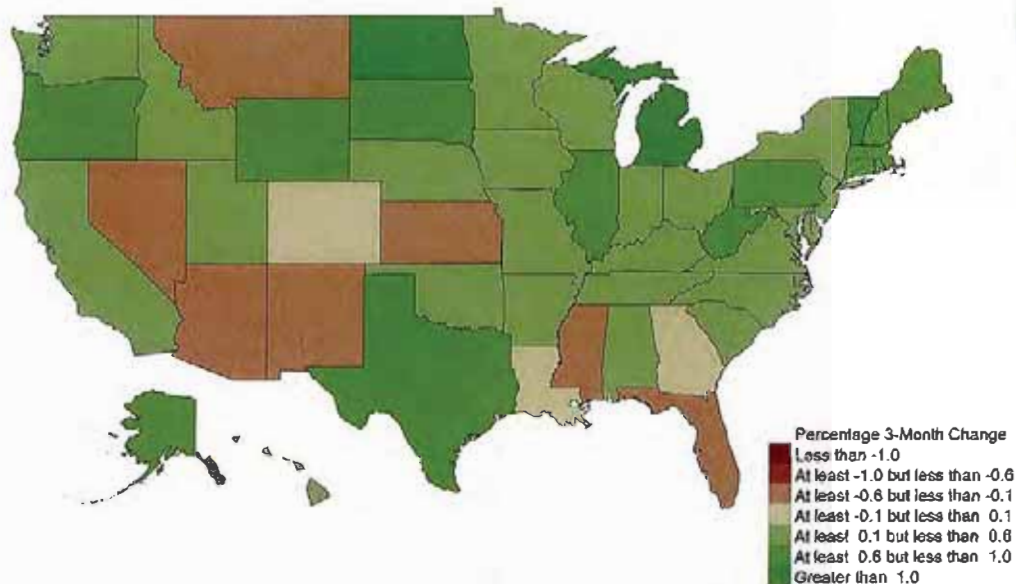 Percentage 3-Month Change
Less than -1.0
At least -1.0 but less than -0.6
At least -0.6 but less than -0.1
At least -0.1 but less than 0.1
At least 0.1 but less than 0.6
At least 0.6 but less than 1.0
Greater than 1.0